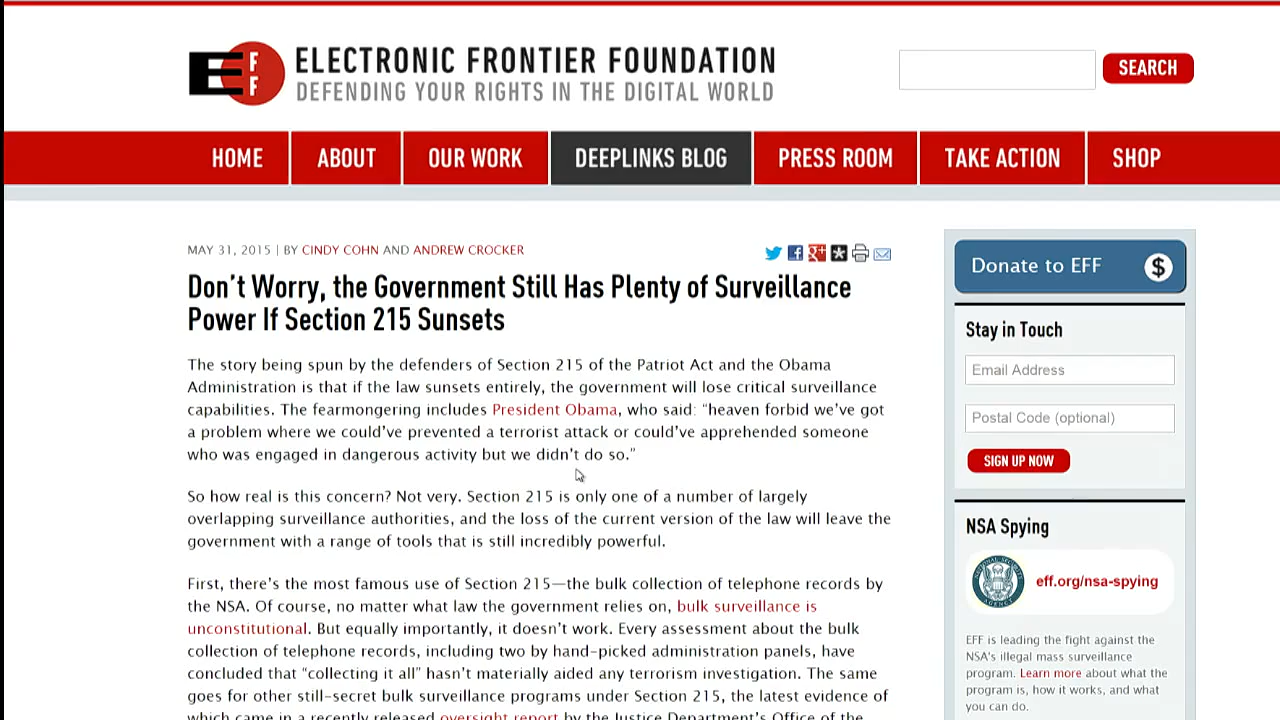 E F F
ELECTRONIC FRONTIER FOUNDATION
DEFENDING YOUR RIGHTS IN THE DIGITAL WORLD
SEARCH
HOME ABOUT OUR WORK DEEPLINKS BLOG PRESS ROOM TAKE ACTION SHOP
MAY 31, 2015 | BY CINDY COHN AND ANDREW CROCKER
Don’t Worry, the Government Still Has Plenty of Surveillance
Power If Section 215 Sunsets
The story being spun by the defenders of Section 215 of the Patriot Act and the Obama
Administration is that if the law sunsets entirely, the government will lose critical surveillance
capabilities. The fearmongering includes President Obama, who said: “heaven forbid we’ve got
a problem where we could’ve prevented a terrorist attack or could’ve apprehended someone
who was engaged in dangerous activity but we didn’t do so.”
So how real is this concern? Not very. Section 215 is only one of a number of largely
overlapping surveillance authorities, and the loss of the current version of the law will leave the
government with a range of tools that is still incredibly powerful.
First, there’s the most famous use of Section 215—the bulk collection of telephone records by
the NSA. Of course, no matter what law the government relies on, bulk surveillance is
unconstitutional. But equally importantly, it doesn’t work. Every assessment about the bulk
collection of telephone records, including two by hand-picked administration panels, have
concluded that “collecting it all” hasn’t materially aided any terrorism investigation. The same
goes for other still-secret bulk surveillance programs under Section 215, the latest evidence of
which came in a recently released oversight report by the Justice Department’s Office of the
Donate to EFF $
Stay in Touch
Email Address
Postal Code (optional)
SIGN UP NOW
NSA Spying
eff.org/nsa-spying
EFF is leading the fight against the
NSA's illegal mass surveillance
program. Learn more about what the
program is, how it works, and what
you can do.